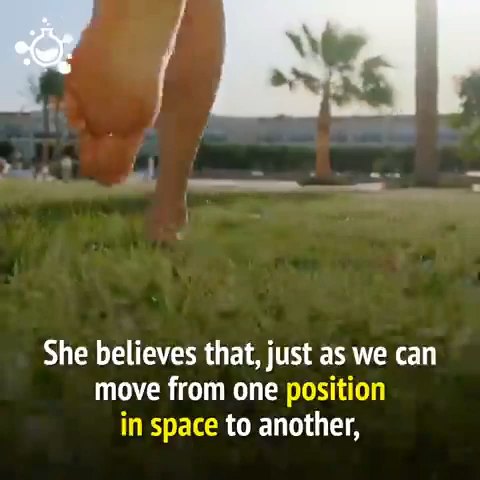 She believes that, just as we can
move from one position
in space to another,